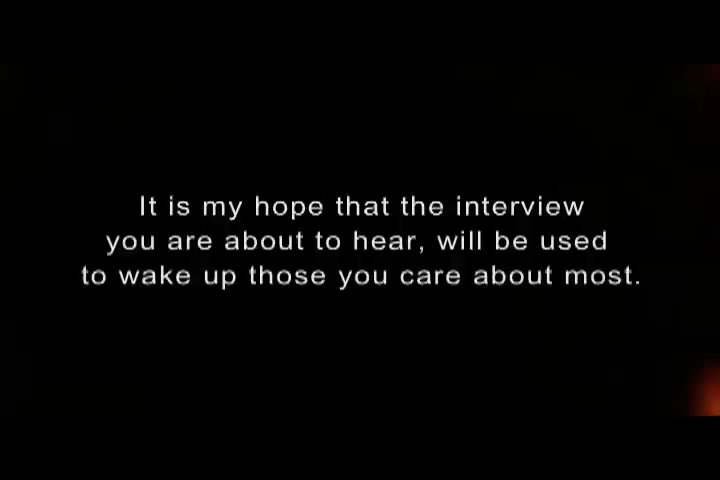 It is my hope that the interview
you are about to hear, will be used
to wake up those you care about most.